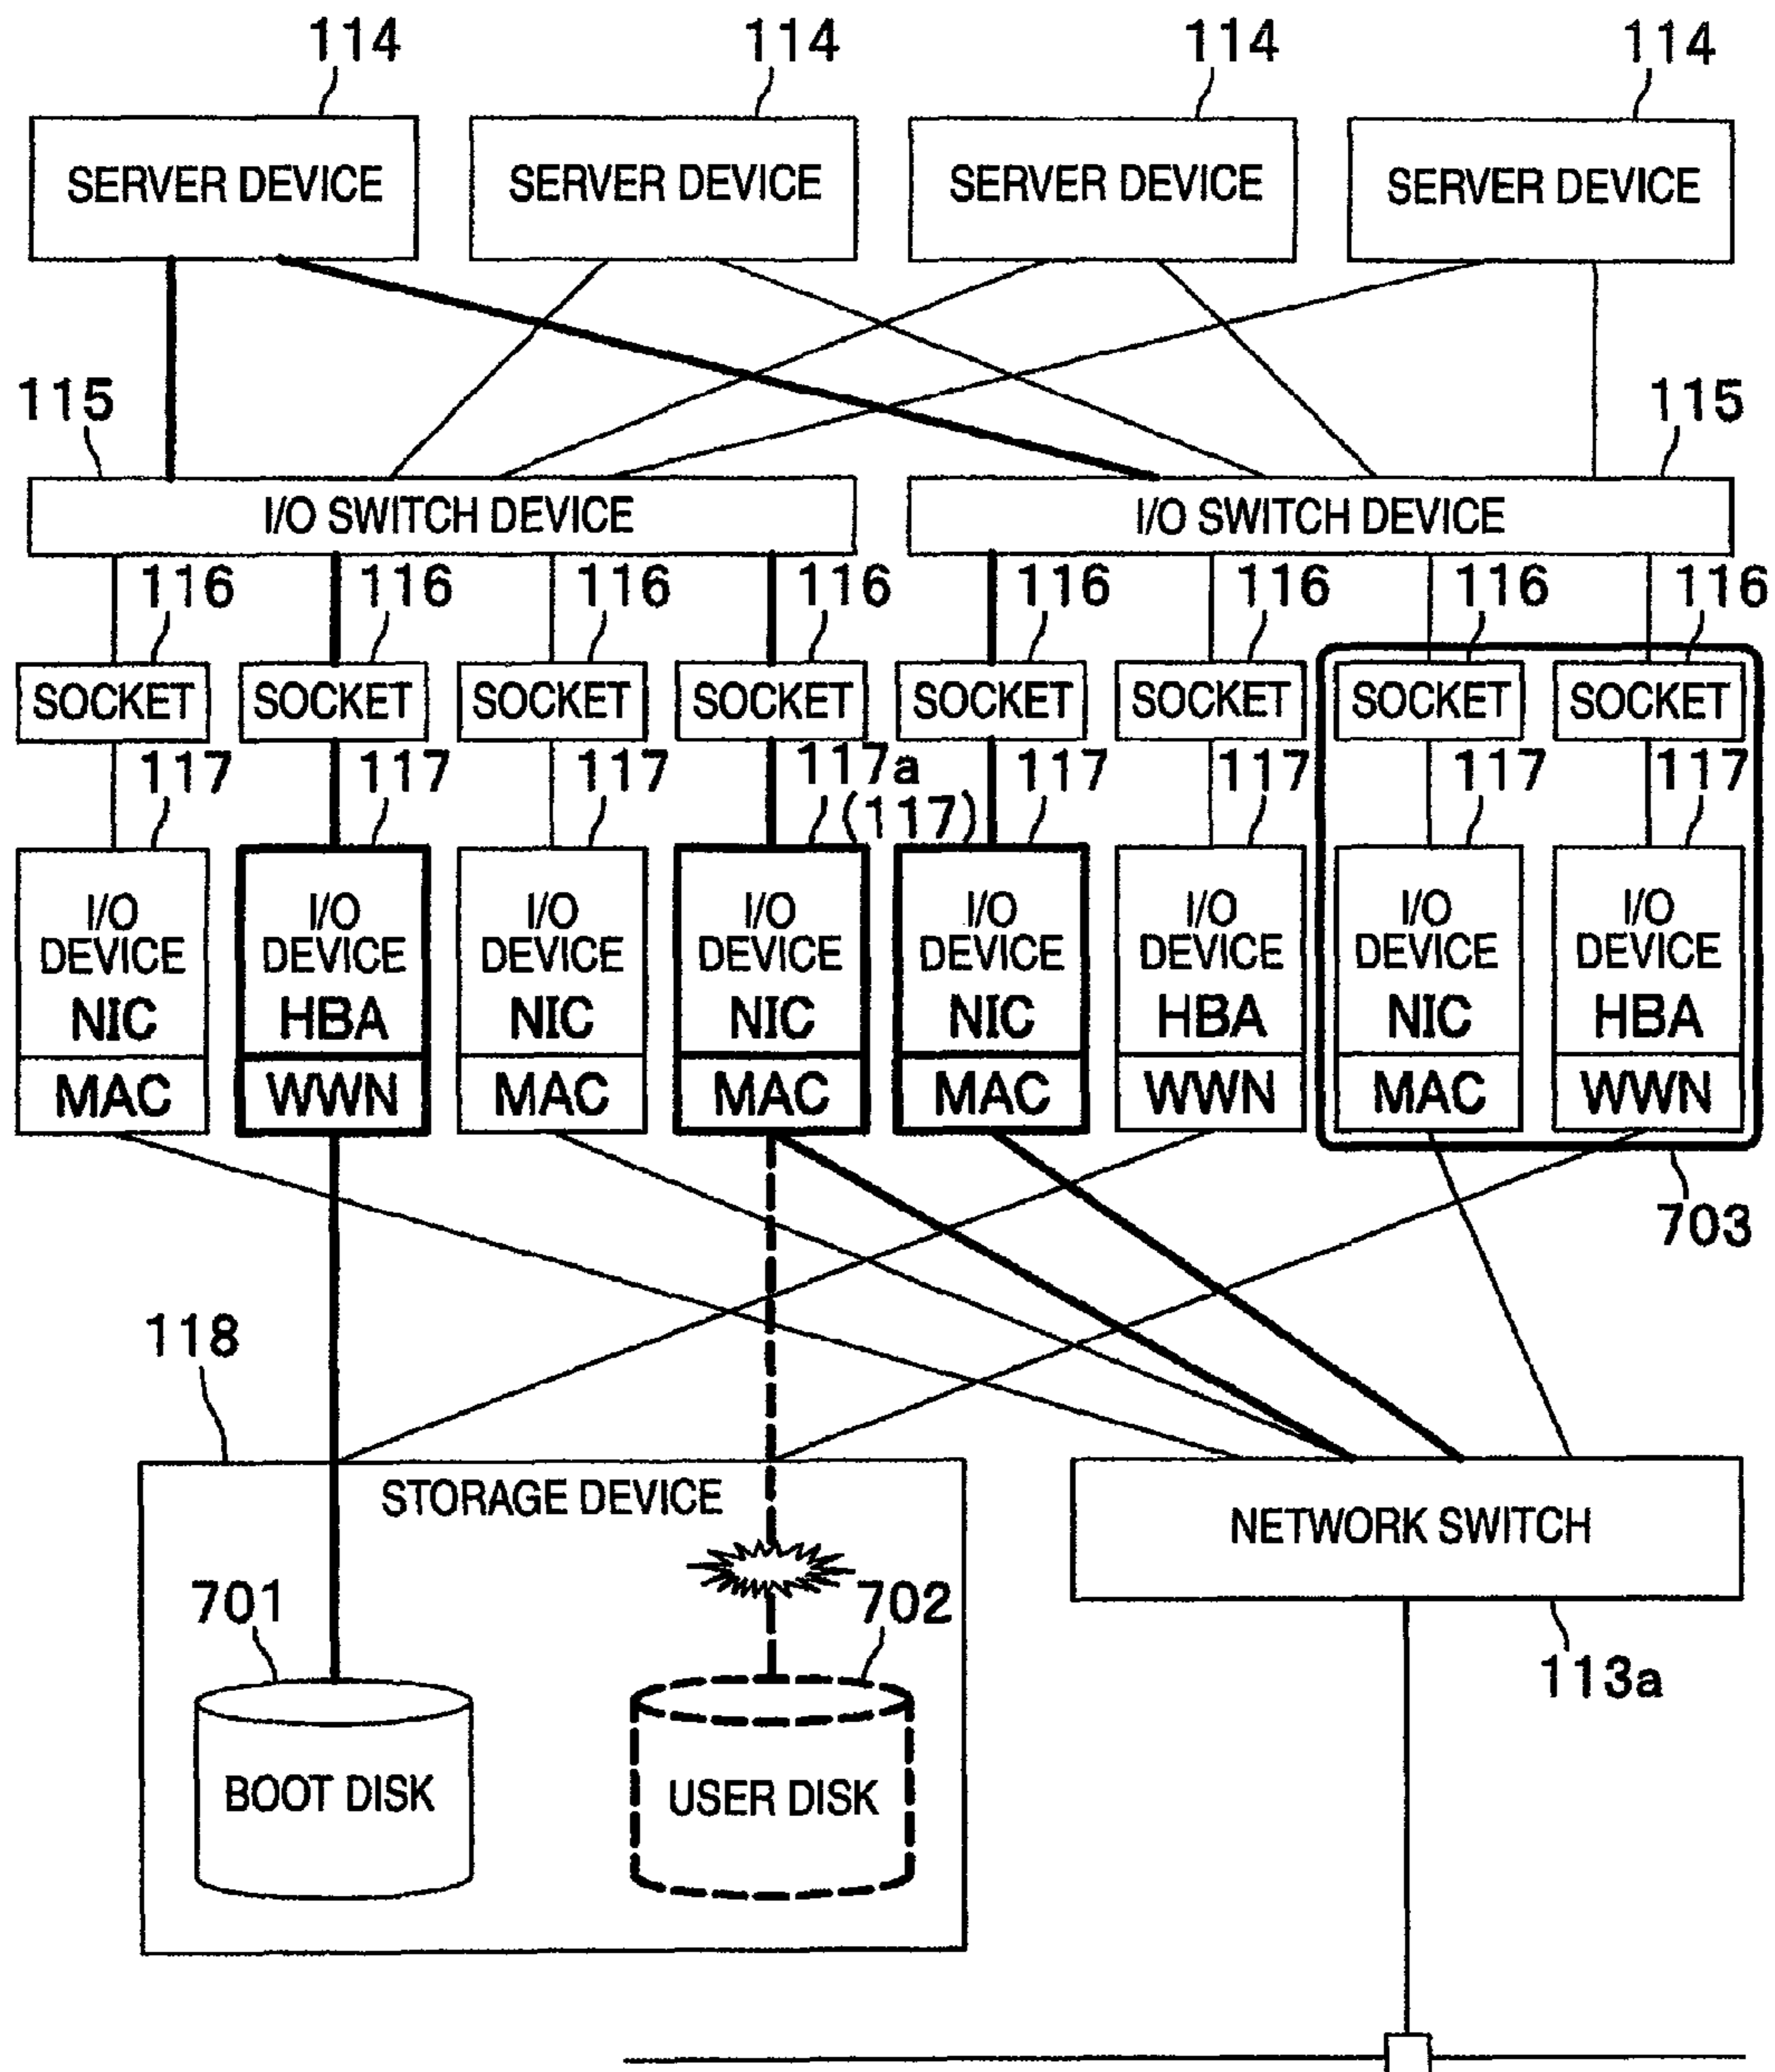 114 114 114 114
SERVER DEVICE SERVER DEVICE SERVER DEVICE SERVER DEVICE
115 115
I/O SWITCH DEVICE I/O SWITCH DEVICE
116 116 116 116 116 116 116 116
SOCKET SOCKET SOCKET SOCKET SOCKET SOCKET SOCKET SOCKET
117 117 117 117a 117 117 117 117
(117)
I/O I/O I/O I/O I/O I/O I/O I/O
DEVICE DEVICE DEVICE DEVICE DEVICE DEVICE DEVICE DEVICE
NIC HBA NIC NIC NIC HBA NIC HBA
MAC WWN MAC MAC MAC WWN MAC WWN
703
118
STORAGE DEVICE
NETWORK SWITCH
701 702
113a
BOOT DISK USER DISK